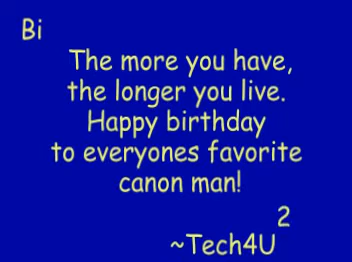 Bi
The more you have,
the longer you live.
Happy birthday
to everyones favorite
canon man!
2
~Tech4U